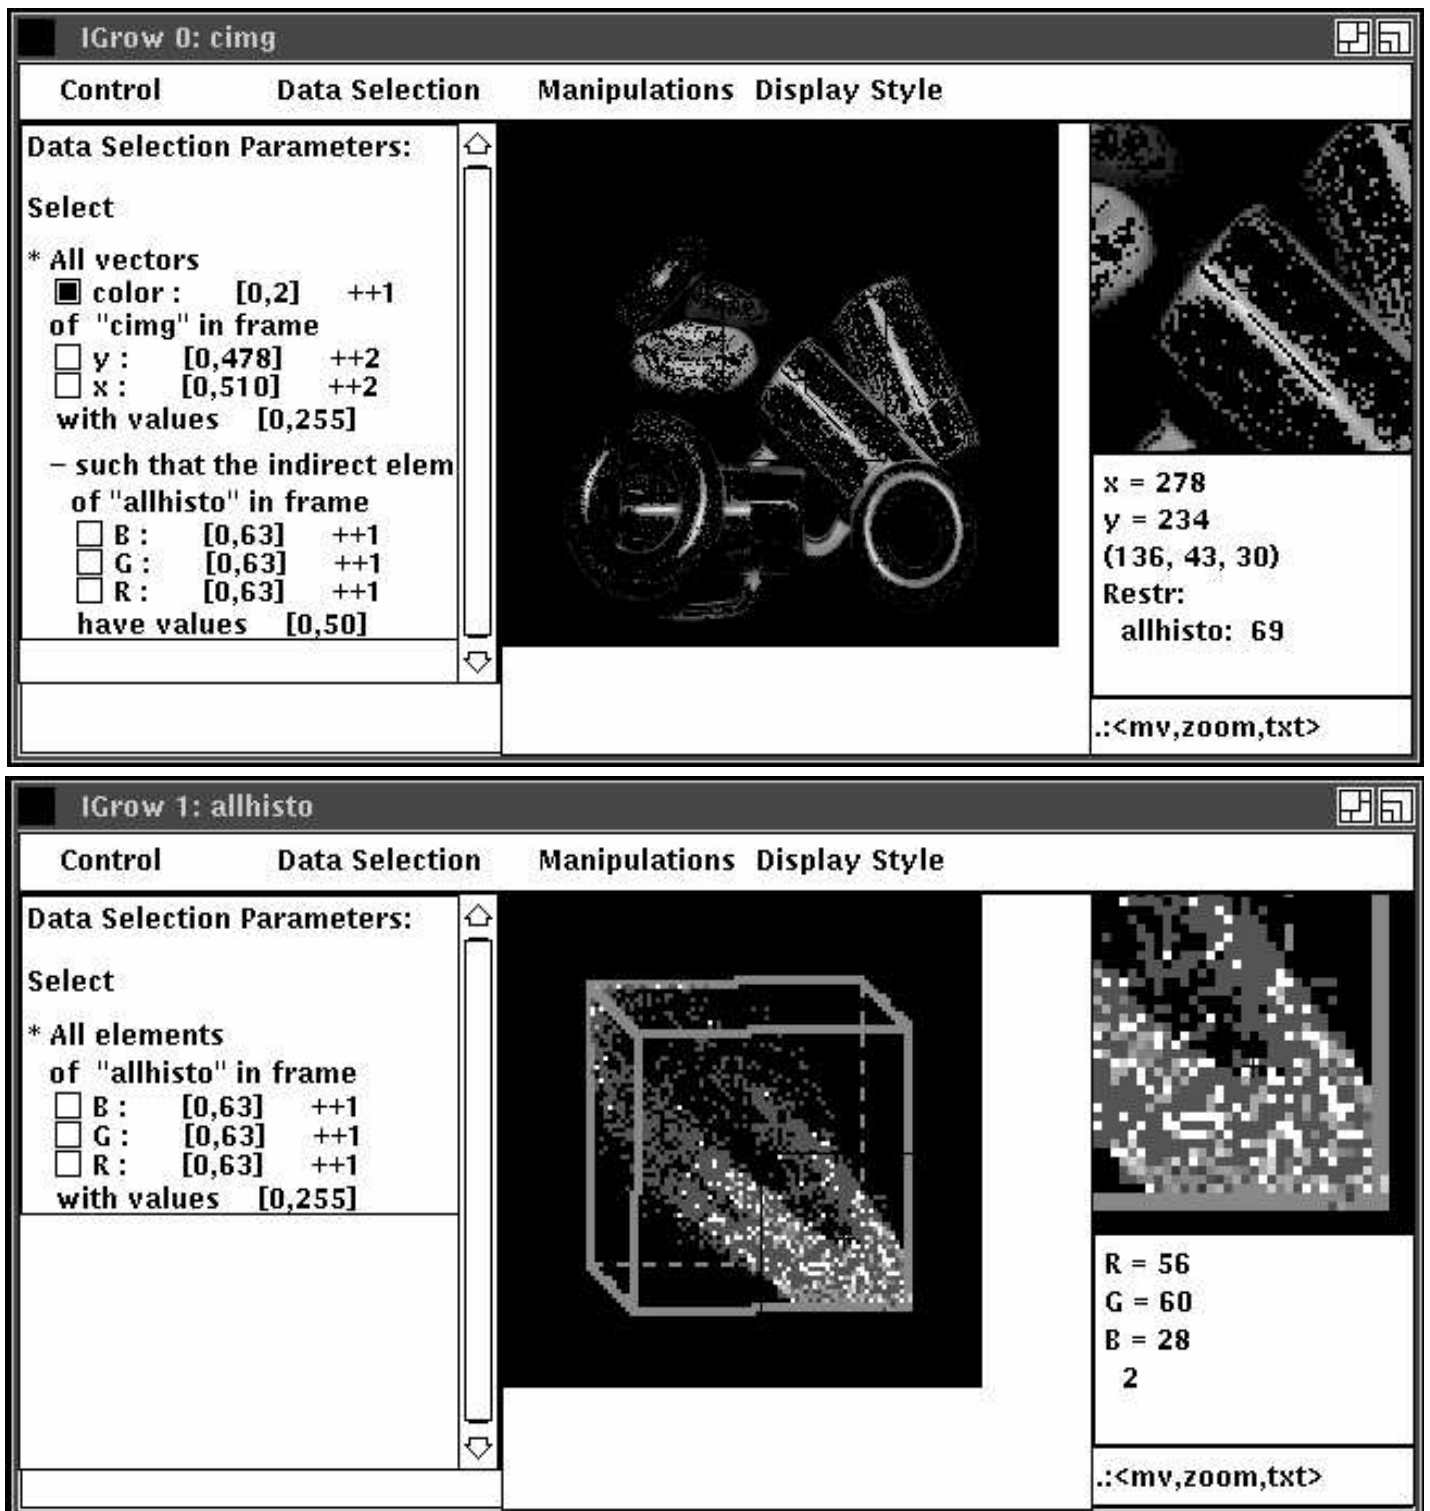 IGrow 0: cimg
Control Data Selection Manipulations Display Style
Data Selection Parameters:
Select
* All vectors
color : [0,2] ++1
of "cimg" in frame
y : [0,478] ++2
x : [0,510] ++2
with values [0,255]
– such that the indirect elem
of "allhisto" in frame
B : [0,63] ++1
G : [0,63] ++1
R : [0,63] ++1
have values [0,50]
x = 278
y = 234
(136, 43, 30)
Restr:
allhisto: 69
.:<mv,zoom,txt>
IGrow 1: allhisto
Control Data Selection Manipulations Display Style
Data Selection Parameters:
Select
* All elements
of "allhisto" in frame
B : [0,63] ++1
G : [0,63] ++1
R : [0,63] ++1
with values [0,255]
R = 56
G = 60
B = 28
2
.:<mv,zoom,txt>